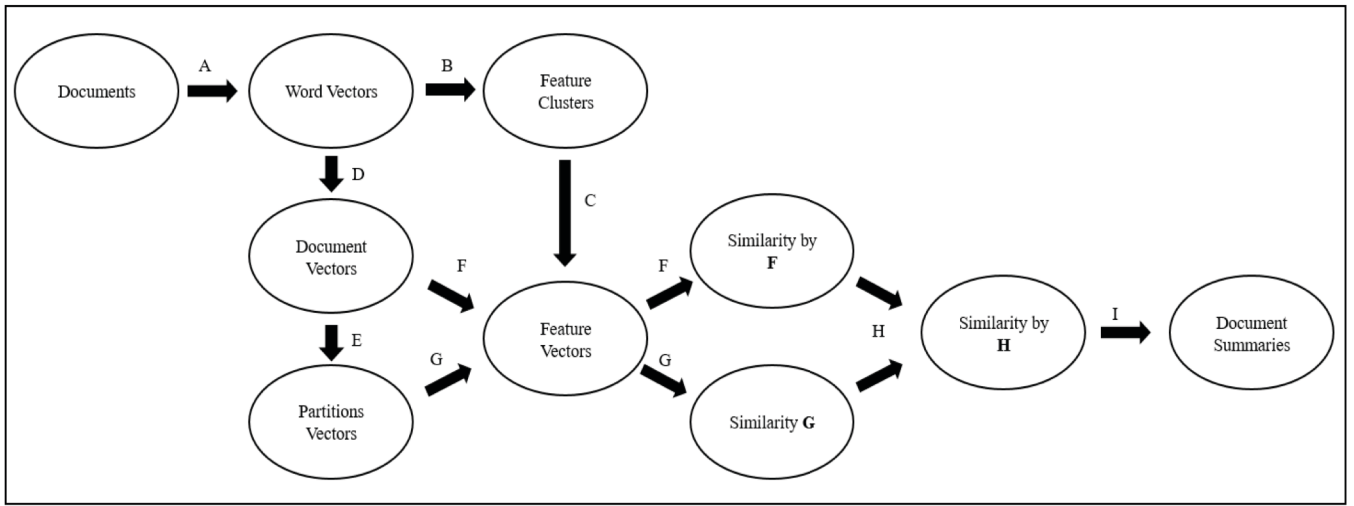 A
B
Documents
Word Vectors
Feature
Clusters
D
C
Document
Vectors
F
F
Similarity by
F
E
G
Feature
Vectors
G
H
Similarity by
H
I
Document
Summaries
Partitions
Vectors
Similarity G